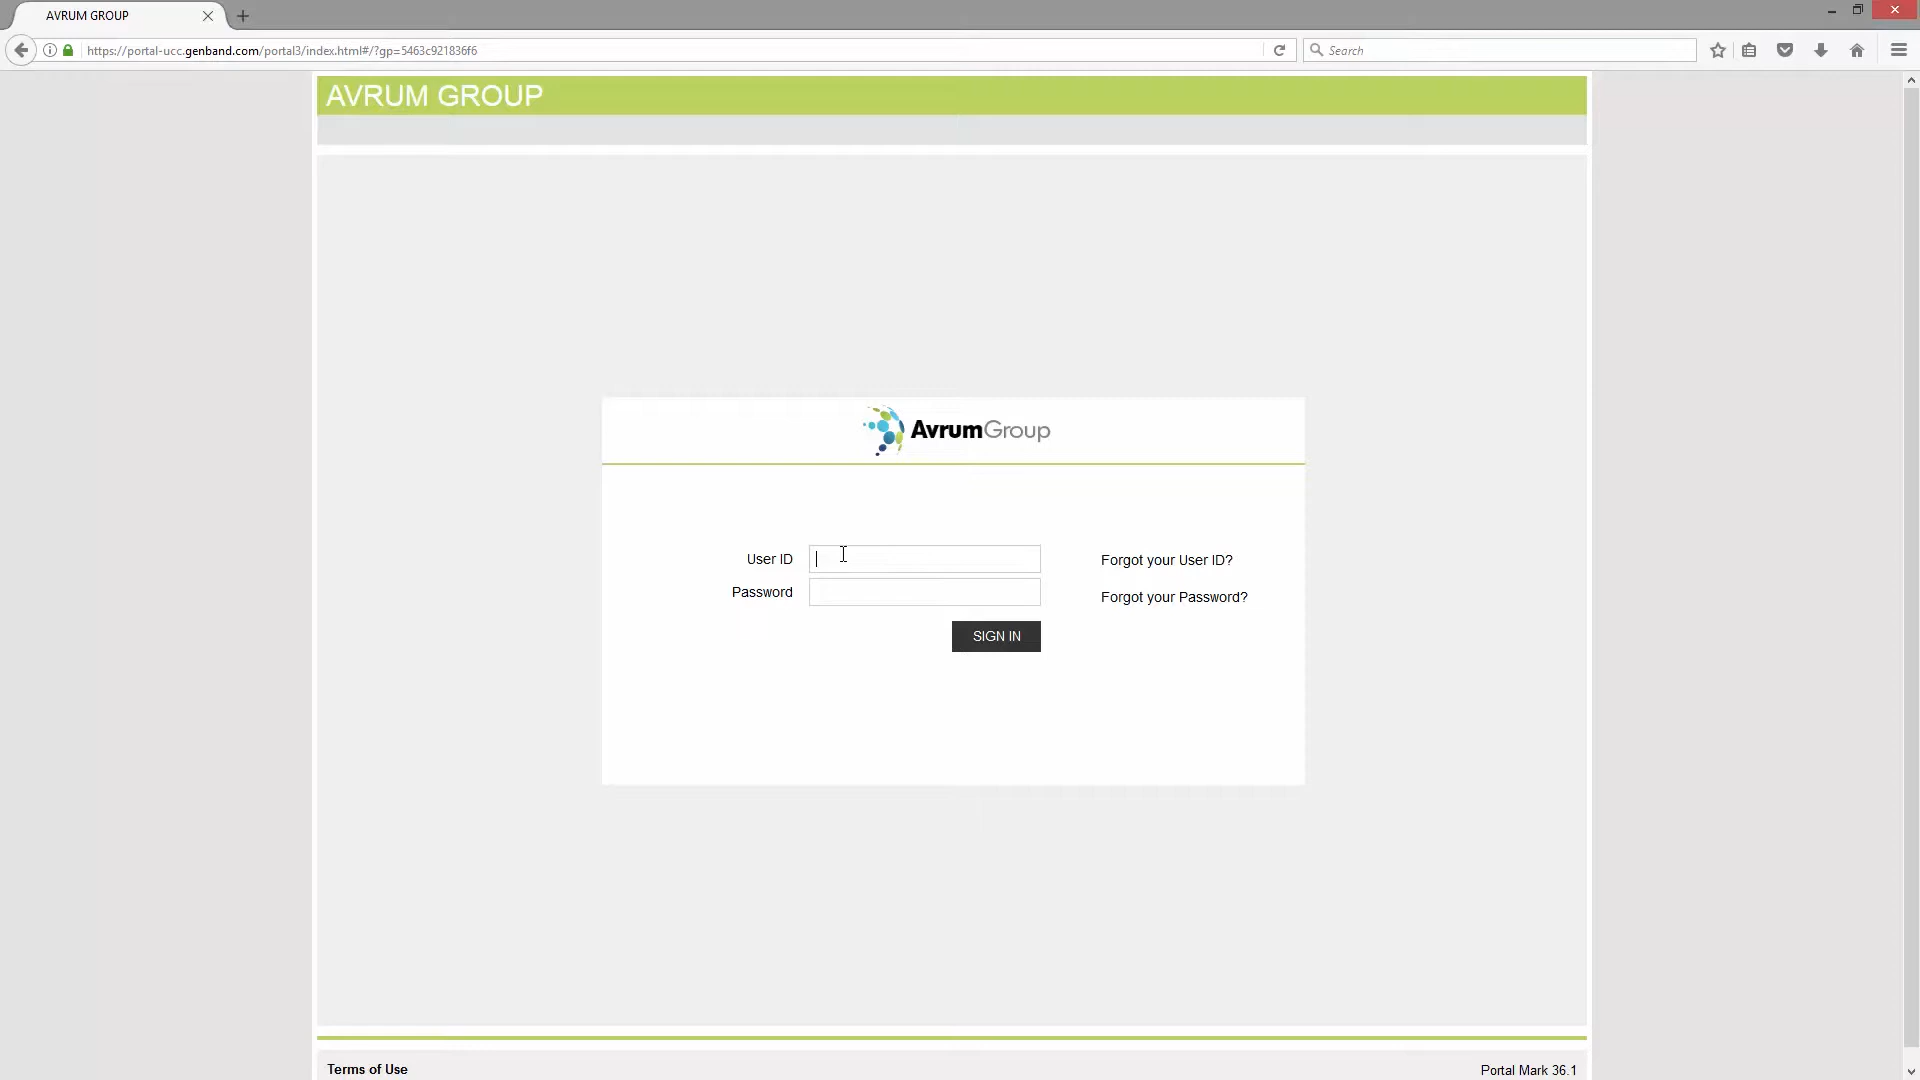 AVRUM GROUP
https://portal-ucc.genband.com/portal3/index.html#/?gp=5463c921836f6
Search
AVRUM GROUP
AvrumGroup
User ID
Forgot your User ID?
Password
Forgot your Password?
SIGN IN
Terms of Use
Portal Mark 36.1